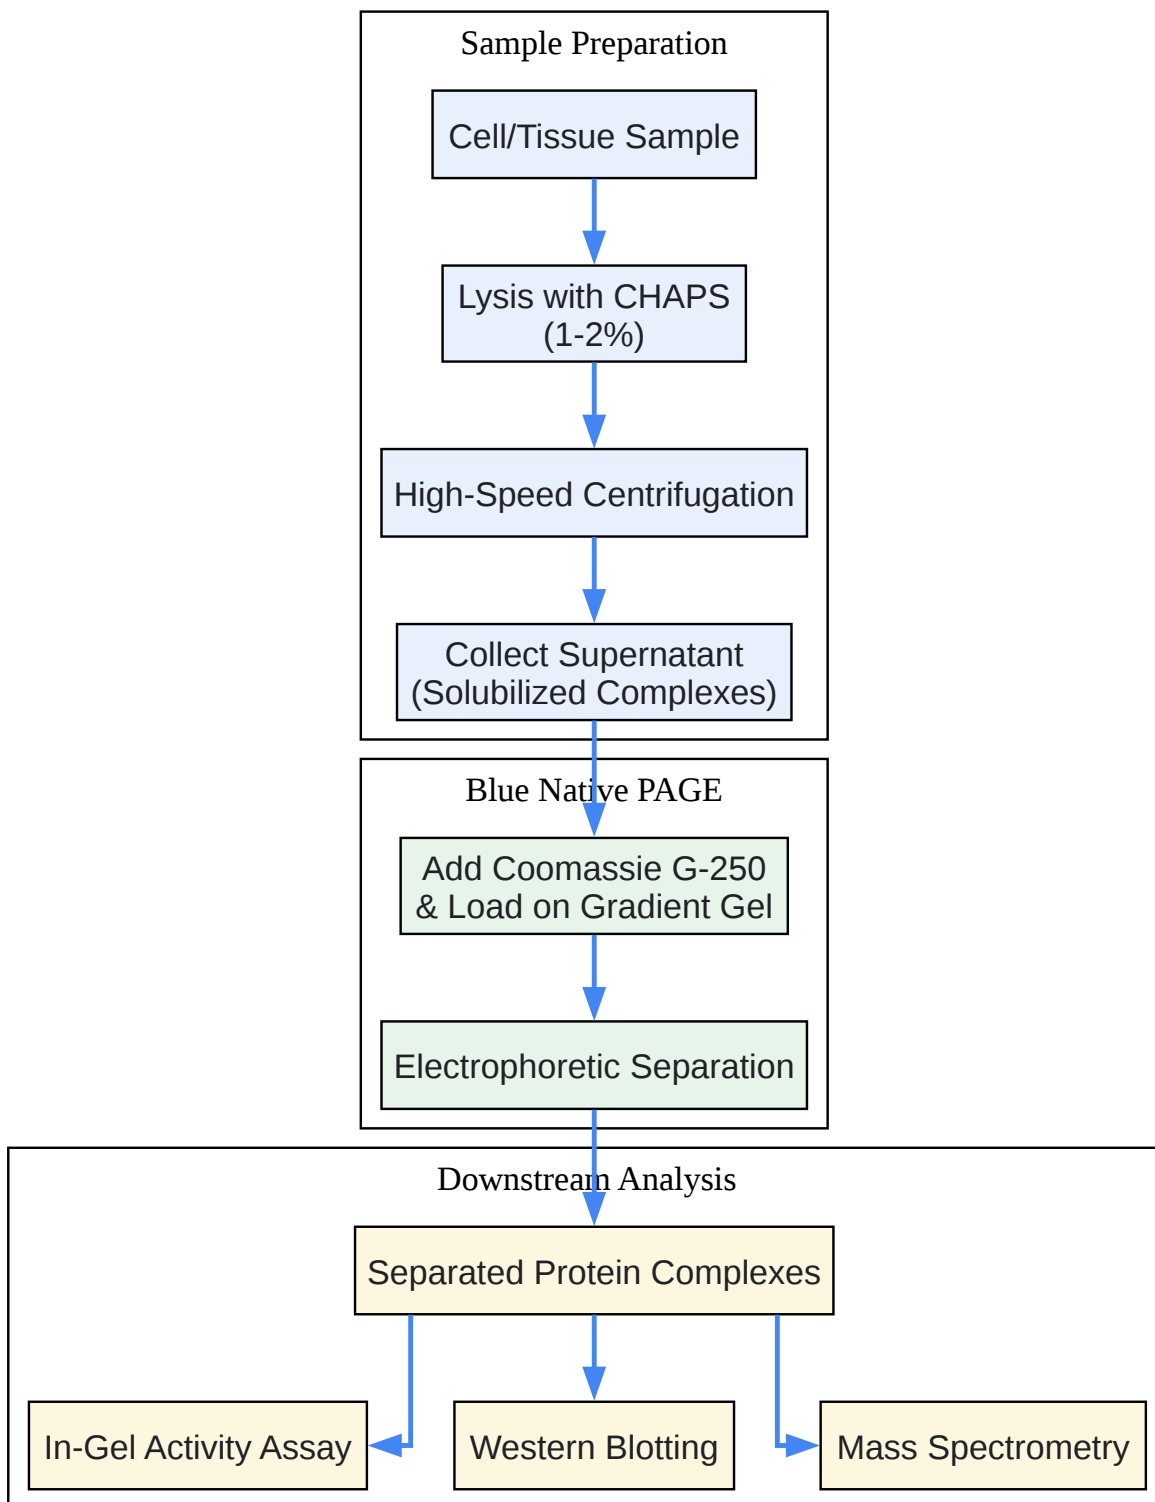 Sample Preparation
Cell/Tissue Sample
Lysis with CHAPS
(1-2%)
High-Speed Centrifugation
Collect Supernatant
(Solubilized Complexes)
Blue Native PAGE
Add Coomassie G-250
& Load on Gradient Gel
Electrophoretic Separation
Downstream Analysis
Separated Protein Complexes
In-Gel Activity Assay
Western Blotting
Mass Spectrometry